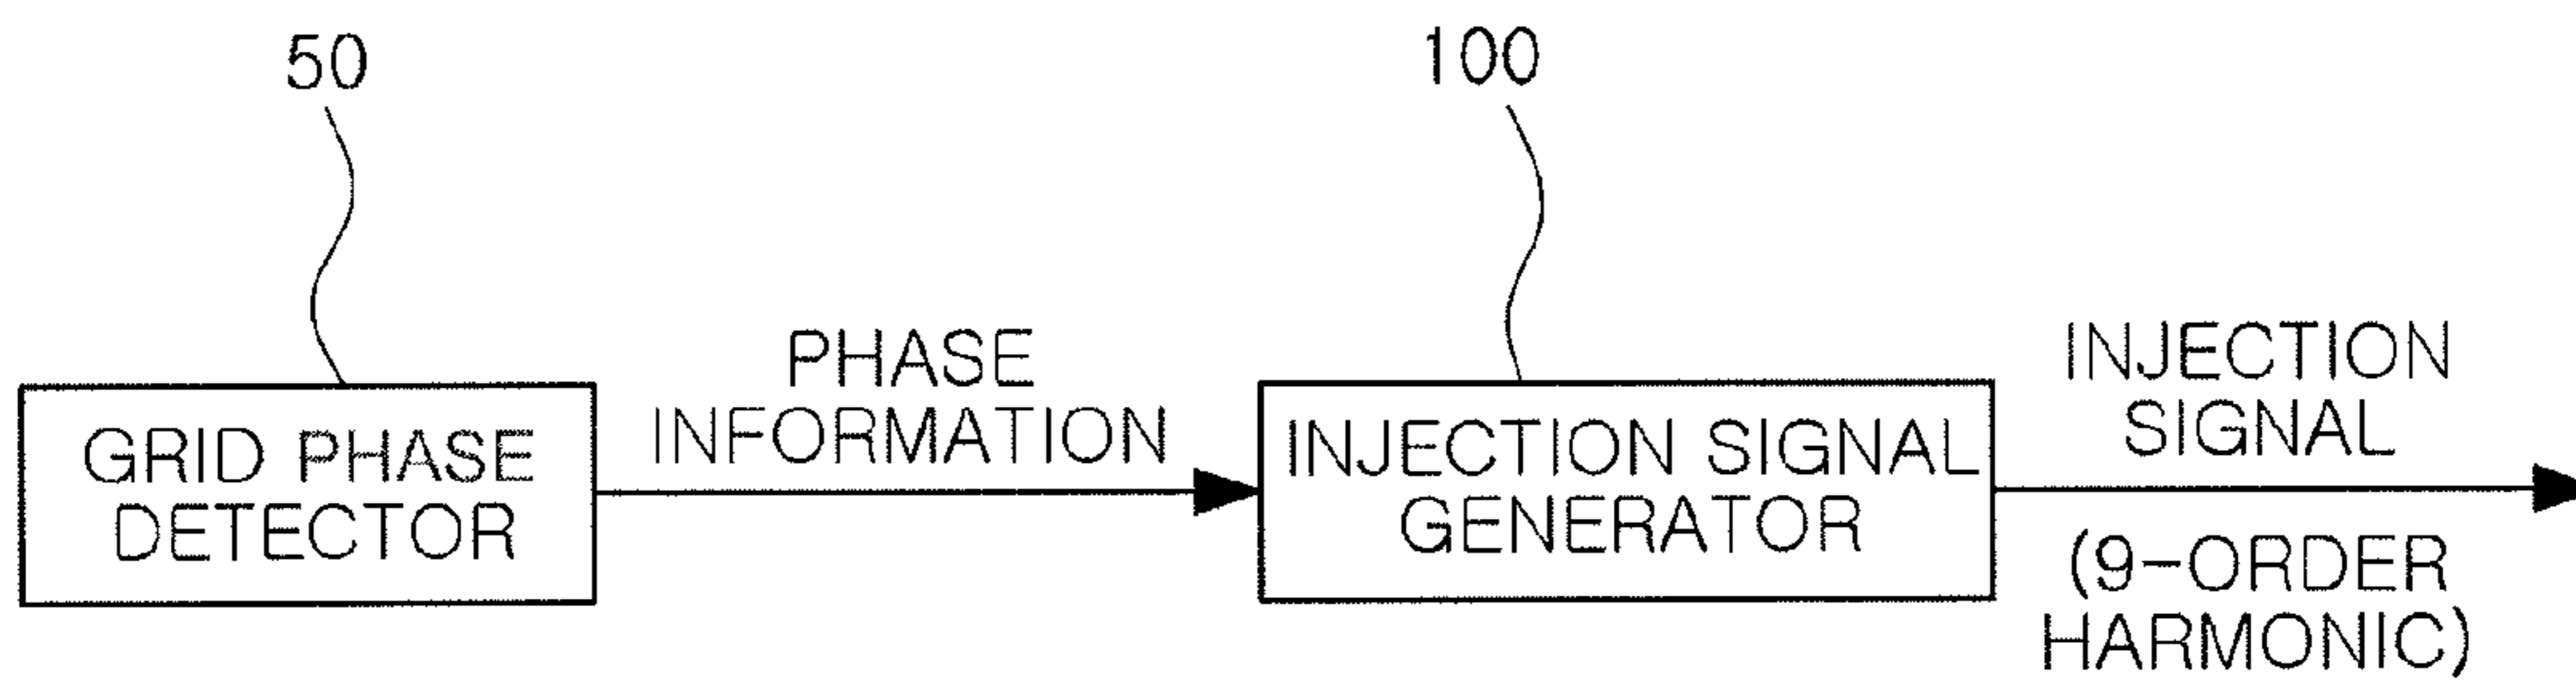 50
100
GRID PHASE
DETECTOR
PHASE
INFORMATION
INJECTION SIGNAL
GENERATOR
INJECTION
SIGNAL
(9-ORDER
HARMONIC)